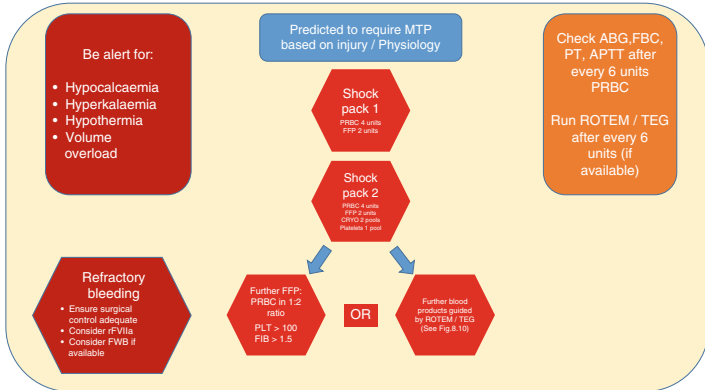 Be alert for:
• Hypocalcaemia
• Hyperkalaemia
• Hypothermia
• Volume
overload
Predicted to require MTP
based on injury / Physiology
Check ABG,FBC,
PT, APTT after
every 6 units
PRBC
Run ROTEM / TEG
after every 6
units (if
available)
Shock
pack 1
PRBC 4 units
FFP 2 units
Shock
pack 2
PRBC 4 units
FFP 2 units
CRYO 2 pools
Platelets 1 pool
Refractory
bleeding
• Ensure surgical
control adequate
• Consider rFVIIa
• Consider FWB if
available
Further FFP:
PRBC in 1:2
ratio
PLT > 100
FIB > 1.5
OR
Further blood
products guided
by ROTEM / TEG
(See Fig.8.10)